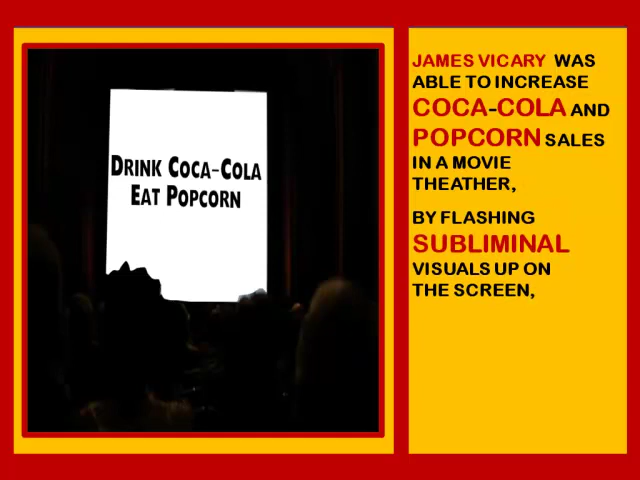 DRINK COCA-COLA
EAT POPCORN
JAMES VICARY WAS
ABLE TO INCREASE
COCA-COLA AND
POPCORN SALES
IN A MOVIE
THEATHER,
BY FLASHING
SUBLIMINAL
VISUALS UP ON
THE SCREEN,